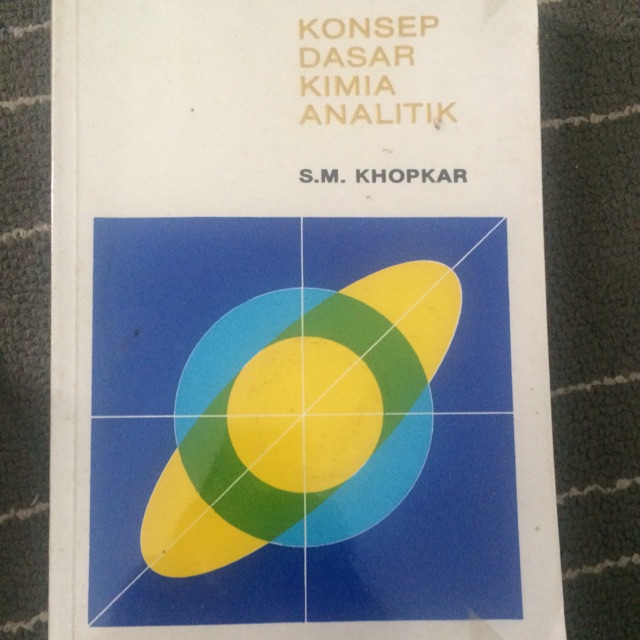 KONSEP
DASAR
KIMIA
ANALITIK
S.M. KHOPKAR